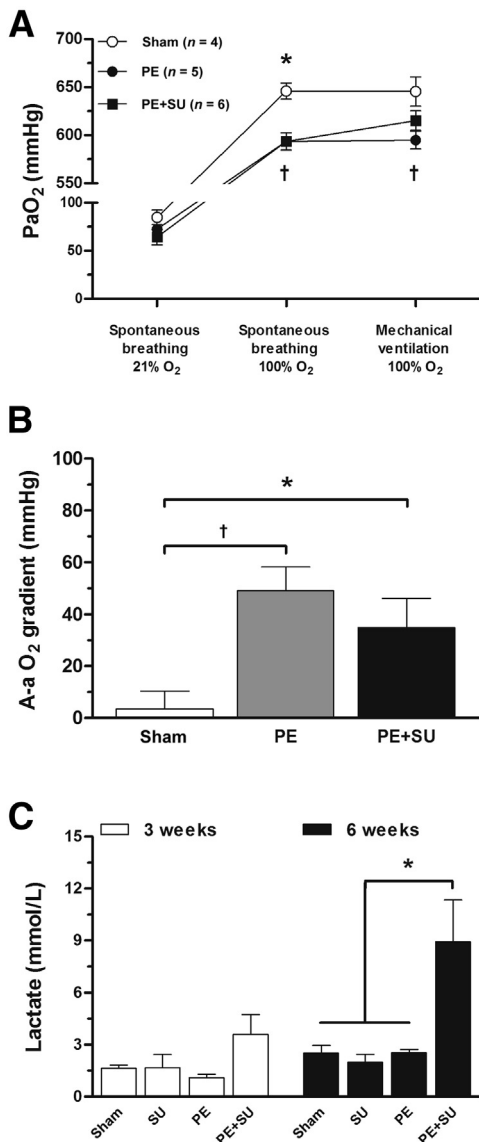 A
PaO2 (mmHg)
700
650
600
550
100
50
0
Sham (n = 4)
PE (n = 5)
PE+SU (n = 6)
*
†
†
Spontaneous
breathing
21% O2
Spontaneous
breathing
100% O2
Mechanical
ventilation
100% O2
B
A-a O2 gradient (mmHg)
100
80
60
40
20
0
*
†
Sham
PE
PE+SU
C
3 weeks
6 weeks
Lactate (mmol/L)
15
12
9
6
3
0
*
Sham
SU
PE
PE+SU
Sham
SU
PE
PE+SU